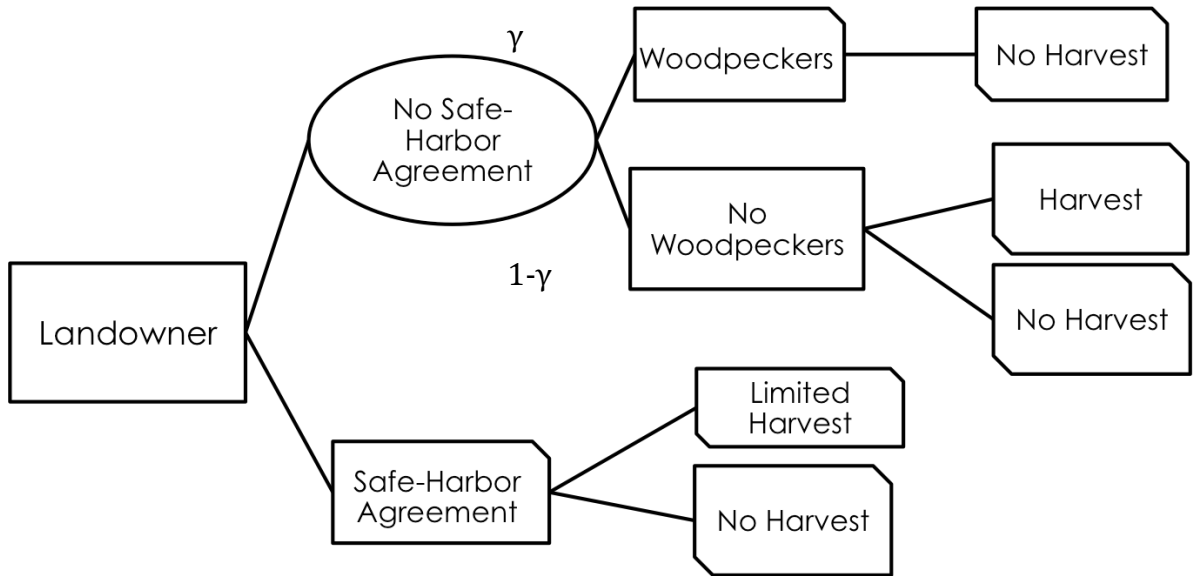 γ
No Safe-
Harbor
Agreement
Woodpeckers
No Harvest
No
Woodpeckers
1-γ
Harvest
No Harvest
Landowner
Safe-Harbor
Agreement
Limited
Harvest
No Harvest